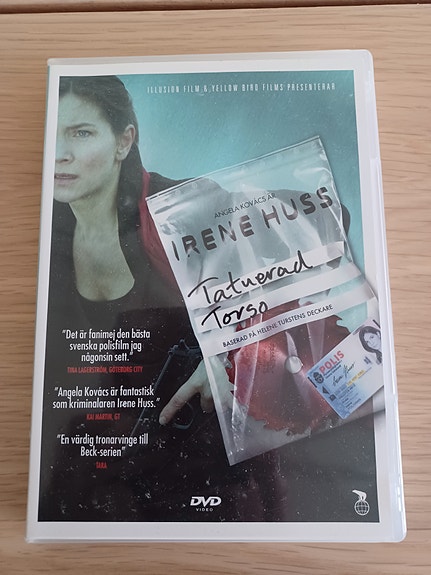 ILLUSION FILM & YELLOW BIRD FILMS PRESENTERAR
ANGELA KOVÁCS ÄR
IRENE HUSS
Tatuerad
Torso
BASERAD PÅ HELENE TURSTENS DECKARE
POLIS
"Det är fanimej den bästa
svenska polisfilm jag
någonsin sett."
TINA LAGERSTRÖM, GÖTEBORG CITY
"Angela Kovács är fantastisk
som kriminalaren Irene Huss."
KAI MARTIN, GT
"En värdig tronarvinge till
Beck-serien"
TARA
DVD
VIDEO